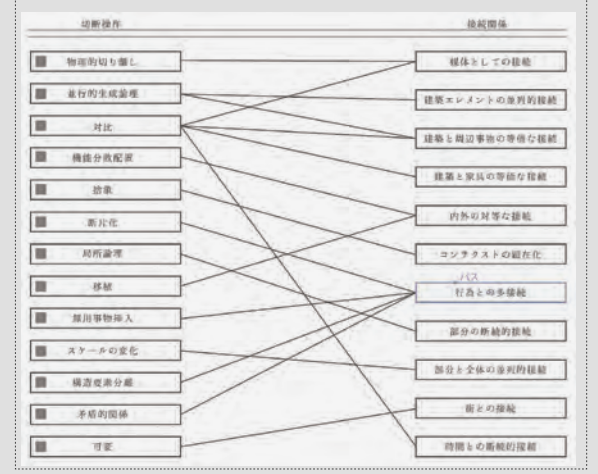 切断操作
接続関係
物理的切り離し
並行的生成論理
対比
機能分散配置
捨象
断片化
局所論理
移植
無用事物挿入
スケールの変化
構造要素分離
矛盾的関係
可変
媒体としての接続
建築エレメントの並列的接続
建築と周辺事物の等価な接続
建築と家具の等価な接続
内外の対等な接続
コンテクストの顕在化
パス
行為との多接続
部分の断続的接続
部分と全体の並列的接続
街との接続
時間との断続的接続